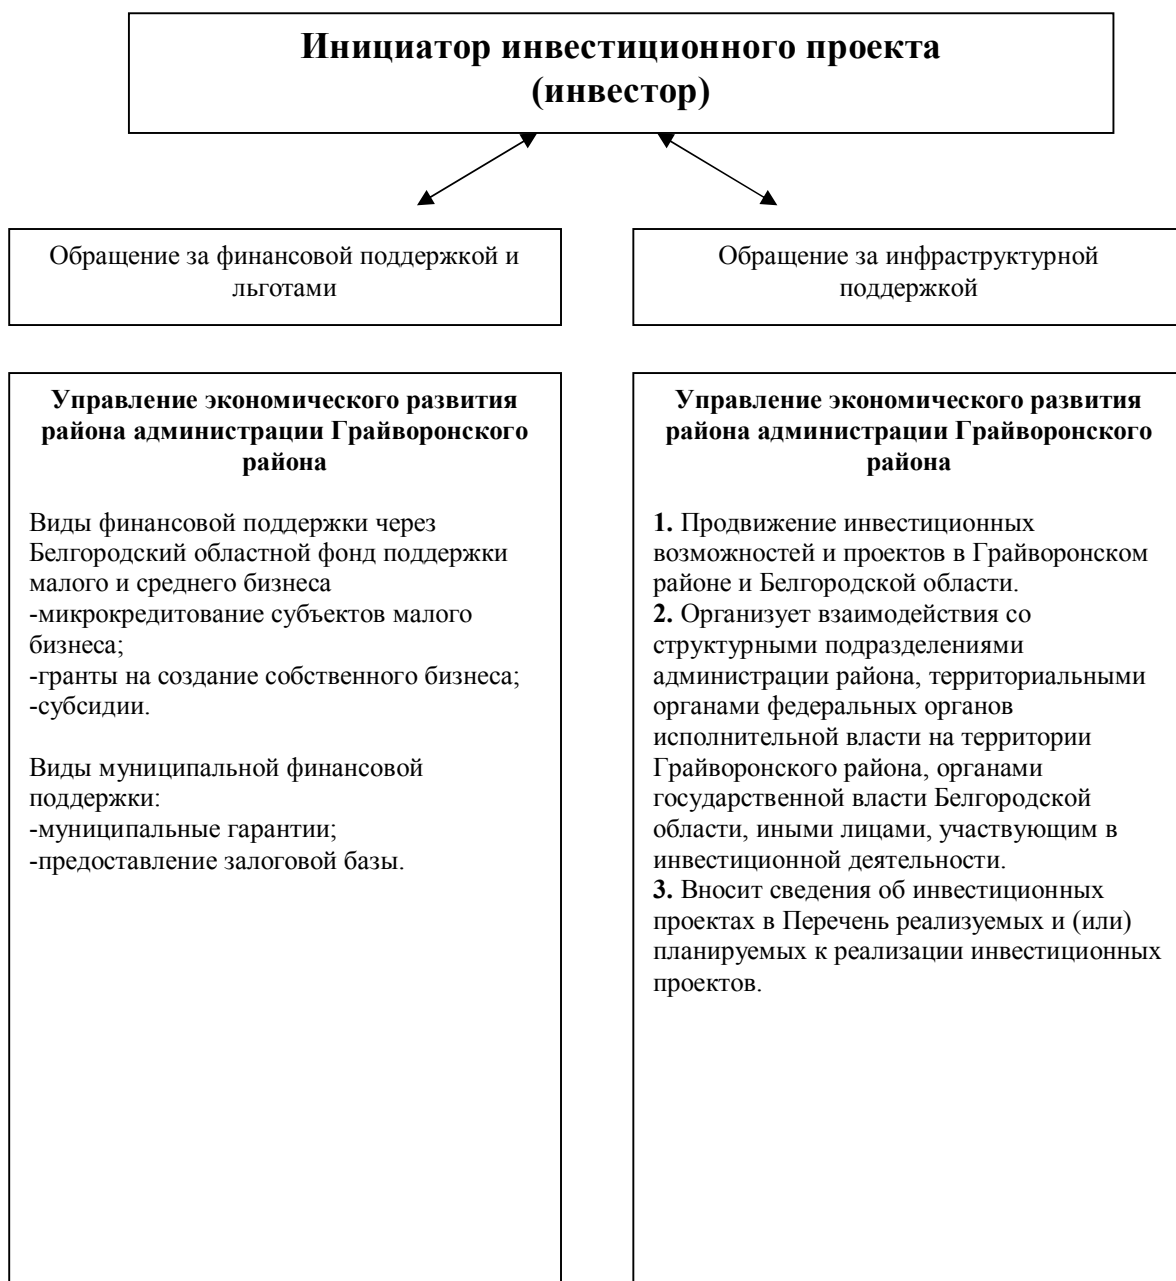 Инициатор инвестиционного проекта
(инвестор)
Обращение за финансовой поддержкой и
льготами
Обращение за инфраструктурной
поддержкой
Управление экономического развития
района администрации Грайворонского
района
Виды финансовой поддержки через
Белгородский областной фонд поддержки
малого и среднего бизнеса
-микрокредитование субъектов малого
бизнеса;
-гранты на создание собственного бизнеса;
-субсидии.
Виды муниципальной финансовой
поддержки:
-муниципальные гарантии;
-предоставление залоговой базы.
Управление экономического развития
района администрации Грайворонского
района
1. Продвижение инвестиционных
возможностей и проектов в Грайворонском
районе и Белгородской области.
2. Организует взаимодействия со
структурными подразделениями
администрации района, территориальными
органами федеральных органов
исполнительной власти на территории
Грайворонского района, органами
государственной власти Белгородской
области, иными лицами, участвующим в
инвестиционной деятельности.
3. Вносит сведения об инвестиционных
проектах в Перечень реализуемых и (или)
планируемых к реализации инвестиционных
проектов.